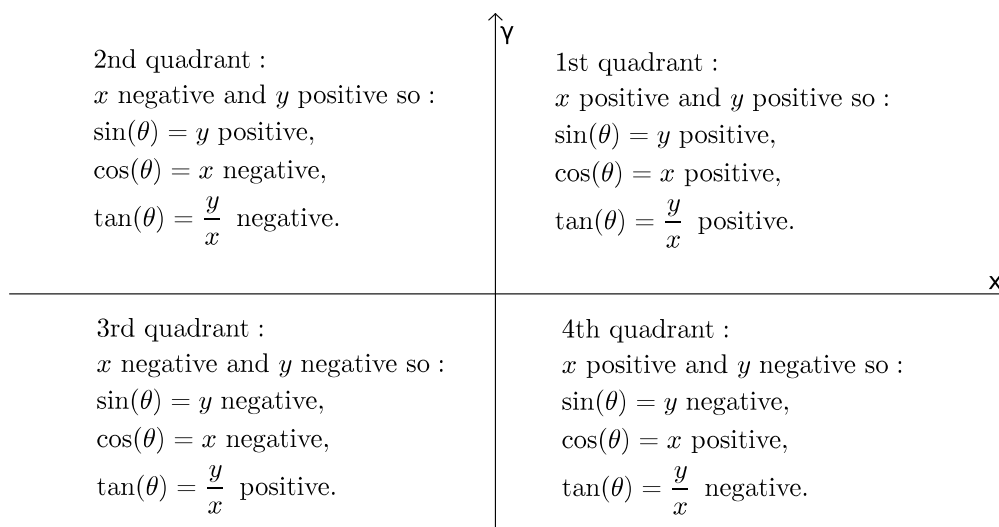 y
2nd quadrant :
x negative and y positive so :
sin(θ) = y positive,
cos(θ) = x negative,
tan(θ) = y/x negative.
1st quadrant :
x positive and y positive so :
sin(θ) = y positive,
cos(θ) = x positive,
tan(θ) = y/x positive.
x
3rd quadrant :
x negative and y negative so :
sin(θ) = y negative,
cos(θ) = x negative,
tan(θ) = y/x positive.
4th quadrant :
x positive and y negative so :
sin(θ) = y negative,
cos(θ) = x positive,
tan(θ) = y/x negative.